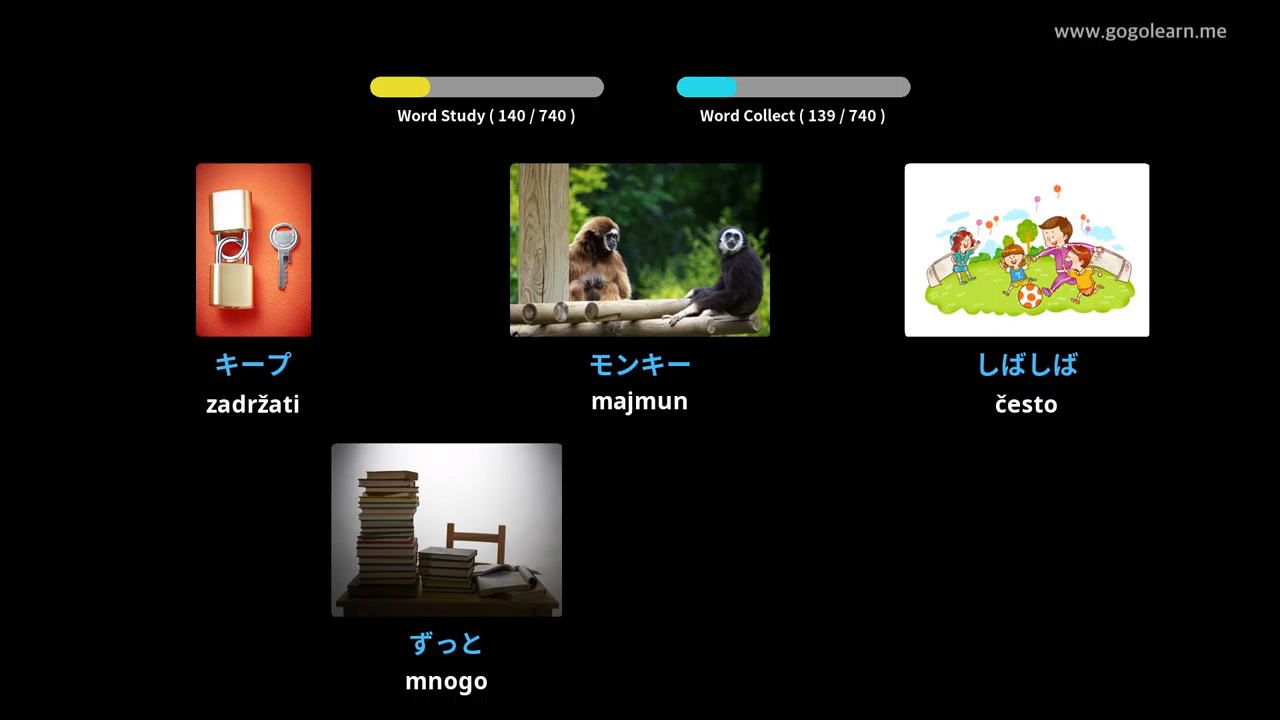 www.gogolearn.me
Word Study ( 140 / 740 )
Word Collect ( 139 / 740 )
キープ
zadržati
モンキー
majmun
しばしば
često
ずっと
mnogo